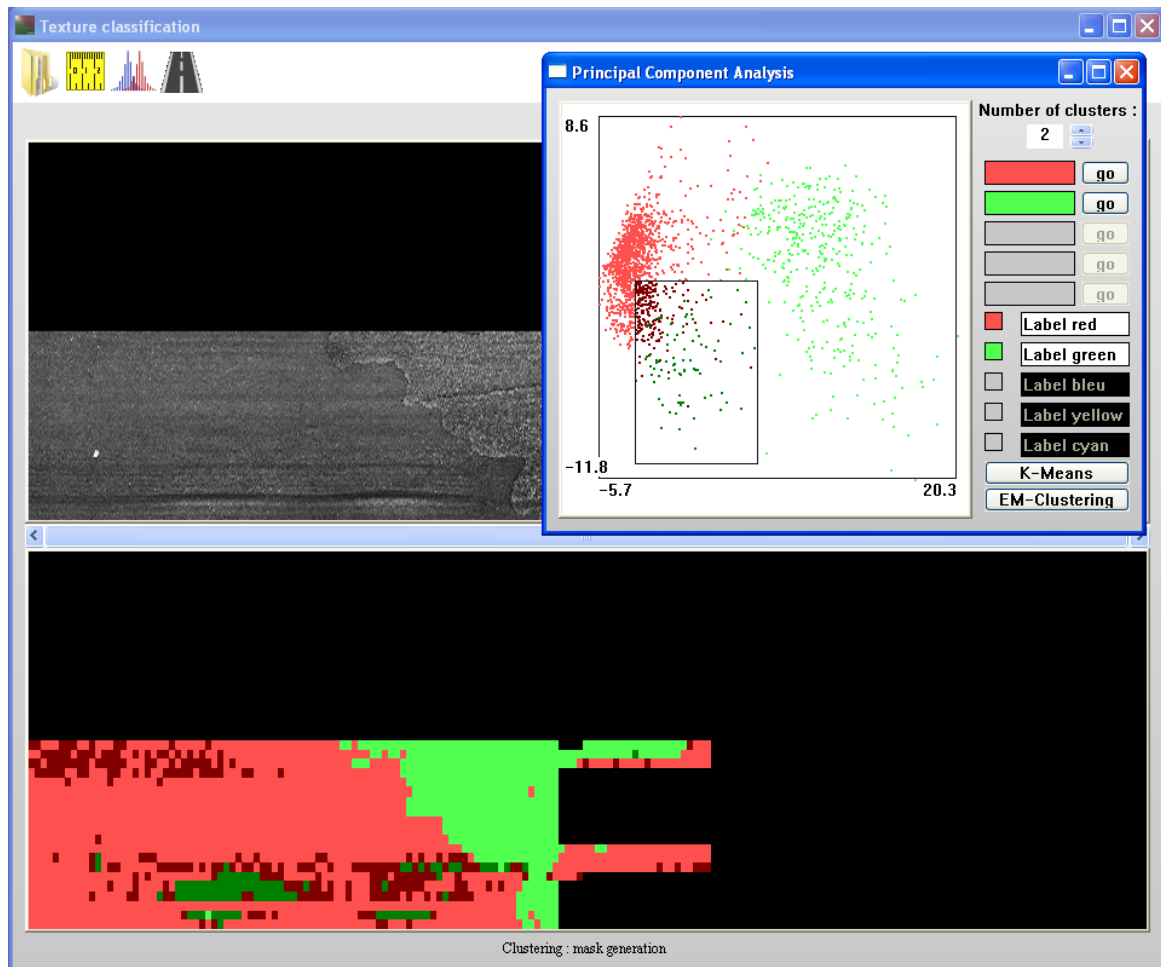 Texture classification
Principal Component Analysis
Number of clusters :
2
8.6
-11.8
-5.7
20.3
go
go
go
go
go
Label red
Label green
Label bleu
Label yellow
Label cyan
K-Means
EM-Clustering
Clustering : mask generation